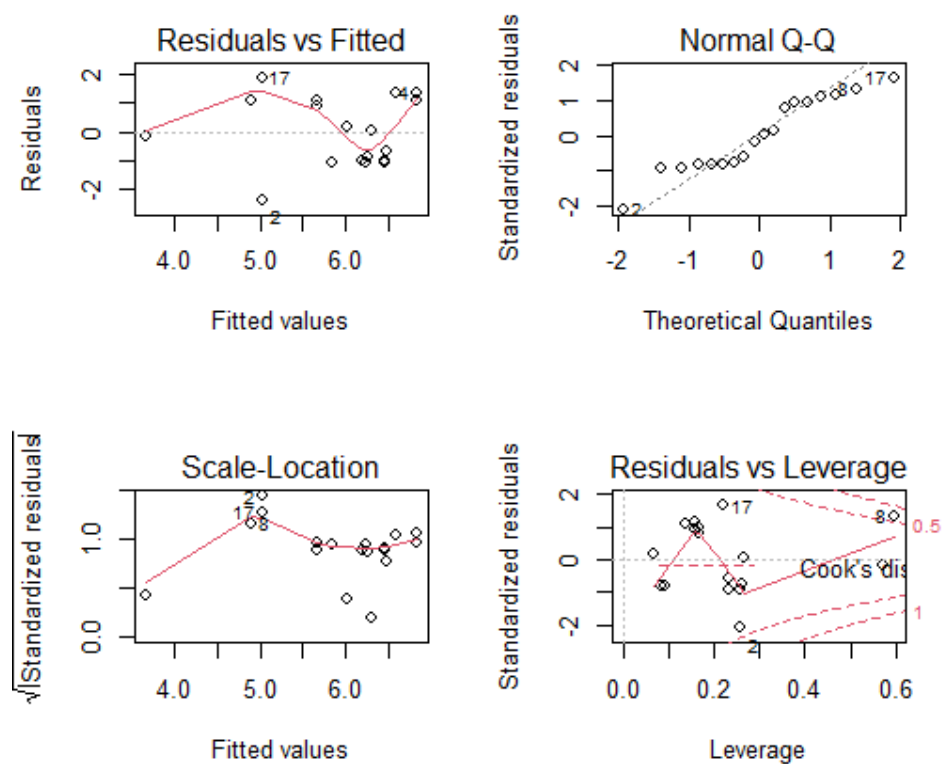 Residuals vs Fitted
Residuals
2
0
-2
17
4
2
4.0 5.0 6.0
Fitted values
Normal Q-Q
Standardized residuals
2
1
0
-2
17
8
2
-2 -1 0 1 2
Theoretical Quantiles
Scale-Location
√|Standardized residuals|
1.0
0.0
2
17
8
4.0 5.0 6.0
Fitted values
Residuals vs Leverage
Standardized residuals
2
0
-2
17
8
2
Cook's dis
0.5
1
0.0 0.2 0.4 0.6
Leverage